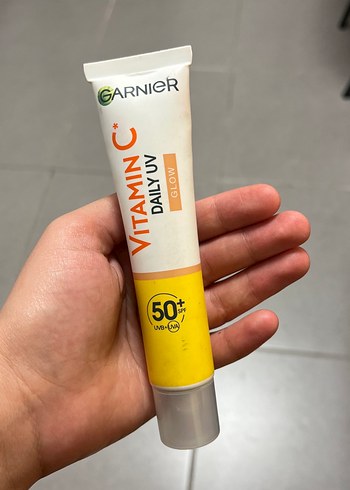 GARNIER
VITAMIN C*
DAILY UV
GLOW
50+
SPF
UVB+UVA